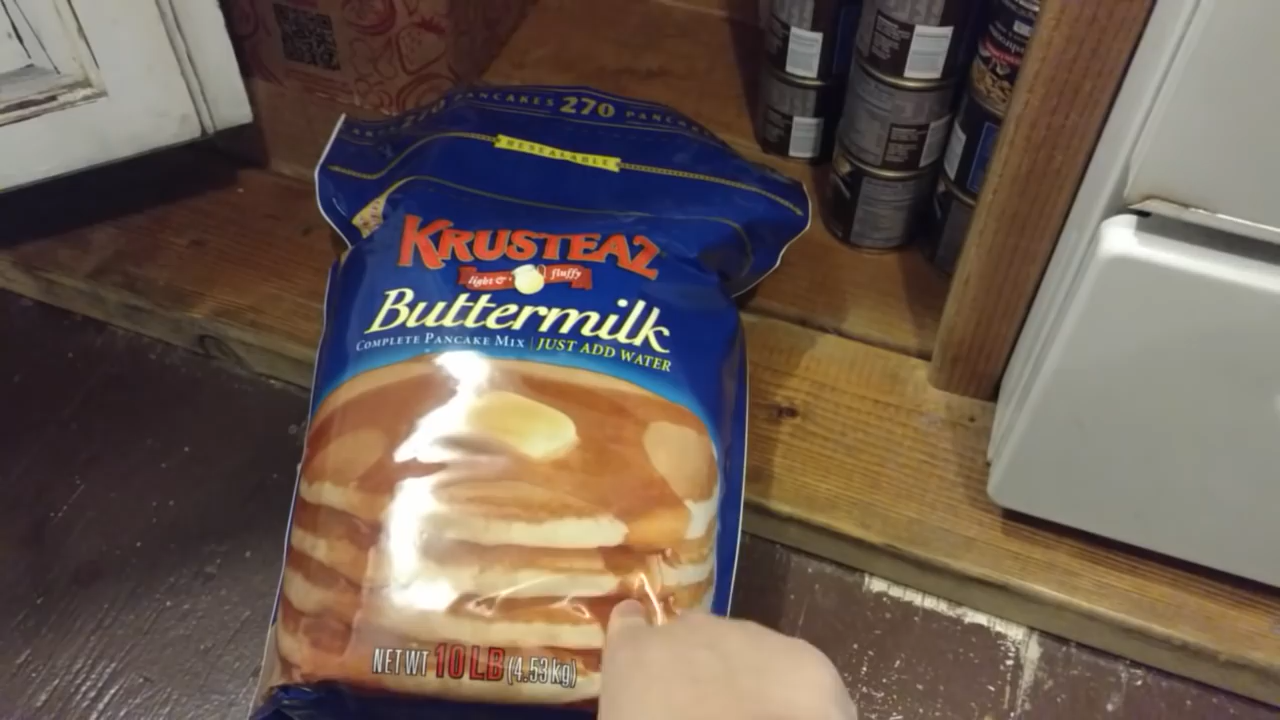 PANCAKES 270 PANCAKES
RESEALABLE
KRUSTEAZ
light & fluffy
Buttermilk
COMPLETE PANCAKE MIX | JUST ADD WATER
NET WT 10 LB (4.53 kg)